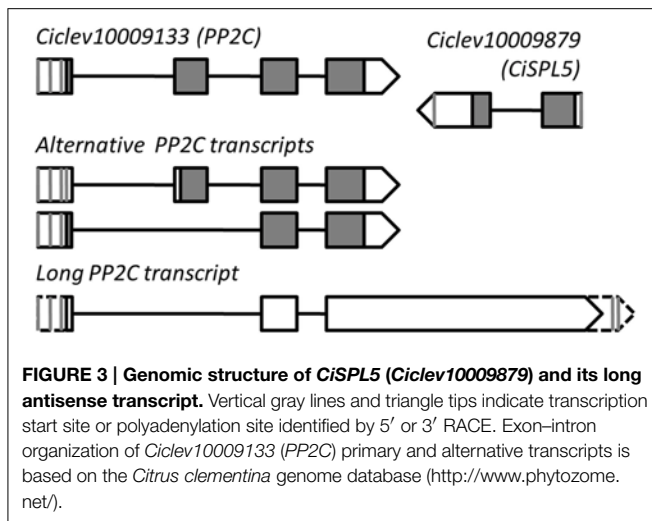 Ciclev10009133 (PP2C)
Ciclev10009879
(CiSPL5)
Alternative PP2C transcripts
Long PP2C transcript
FIGURE 3 | Genomic structure of CiSPL5 (Ciclev10009879) and its long
antisense transcript. Vertical gray lines and triangle tips indicate transcription
start site or polyadenylation site identified by 5′ or 3′ RACE. Exon–intron
organization of Ciclev10009133 (PP2C) primary and alternative transcripts is
based on the Citrus clementina genome database (http://www.phytozome.
net/).